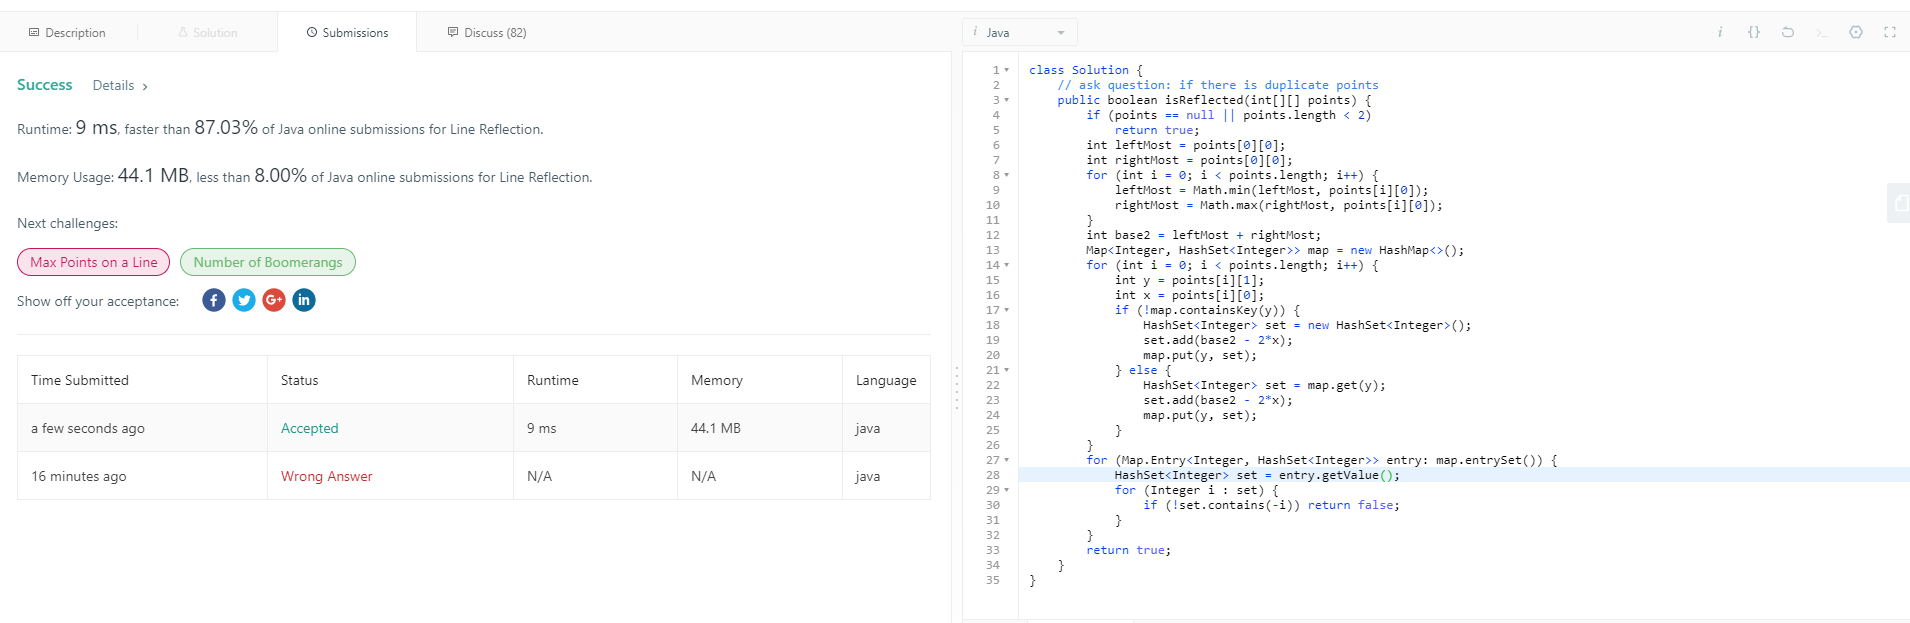 Description
Solution
Submissions
Discuss (82)
Success
Details >
Runtime: 9 ms, faster than 87.03% of Java online submissions for Line Reflection.
Memory Usage: 44.1 MB, less than 8.00% of Java online submissions for Line Reflection.
Next challenges:
Max Points on a Line
Number of Boomerangs
Show off your acceptance: f G+ in
Time Submitted Status Runtime Memory Language
a few seconds ago Accepted 9 ms 44.1 MB java
16 minutes ago Wrong Answer N/A N/A java
i Java
i {} >_
1 class Solution {
2     // ask question: if there is duplicate points
3     public boolean isReflected(int[][] points) {
4         if (points == null || points.length < 2)
5             return true;
6         int leftMost = points[0][0];
7         int rightMost = points[0][0];
8         for (int i = 0; i < points.length; i++) {
9             leftMost = Math.min(leftMost, points[i][0]);
10             rightMost = Math.max(rightMost, points[i][0]);
11         }
12         int base2 = leftMost + rightMost;
13         Map<Integer, HashSet<Integer>> map = new HashMap<>();
14         for (int i = 0; i < points.length; i++) {
15             int y = points[i][1];
16             int x = points[i][0];
17             if (!map.containsKey(y)) {
18                 HashSet<Integer> set = new HashSet<Integer>();
19                 set.add(base2 - 2*x);
20                 map.put(y, set);
21             } else {
22                 HashSet<Integer> set = map.get(y);
23                 set.add(base2 - 2*x);
24                 map.put(y, set);
25             }
26         }
27         for (Map.Entry<Integer, HashSet<Integer>> entry: map.entrySet()) {
28             HashSet<Integer> set = entry.getValue();
29             for (Integer i : set) {
30                 if (!set.contains(-i)) return false;
31             }
32         }
33         return true;
34     }
35 }